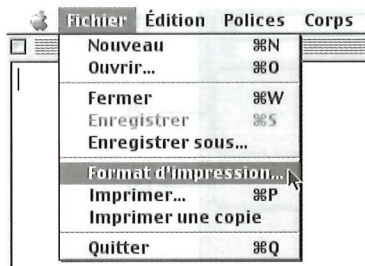 Fichier Édition Polices Corps
Nouveau ⌘N
Ouvrir... ⌘O
Fermer ⌘W
Enregistrer ⌘S
Enregistrer sous...
Format d'impression...
Imprimer... ⌘P
Imprimer une copie
Quitter ⌘Q